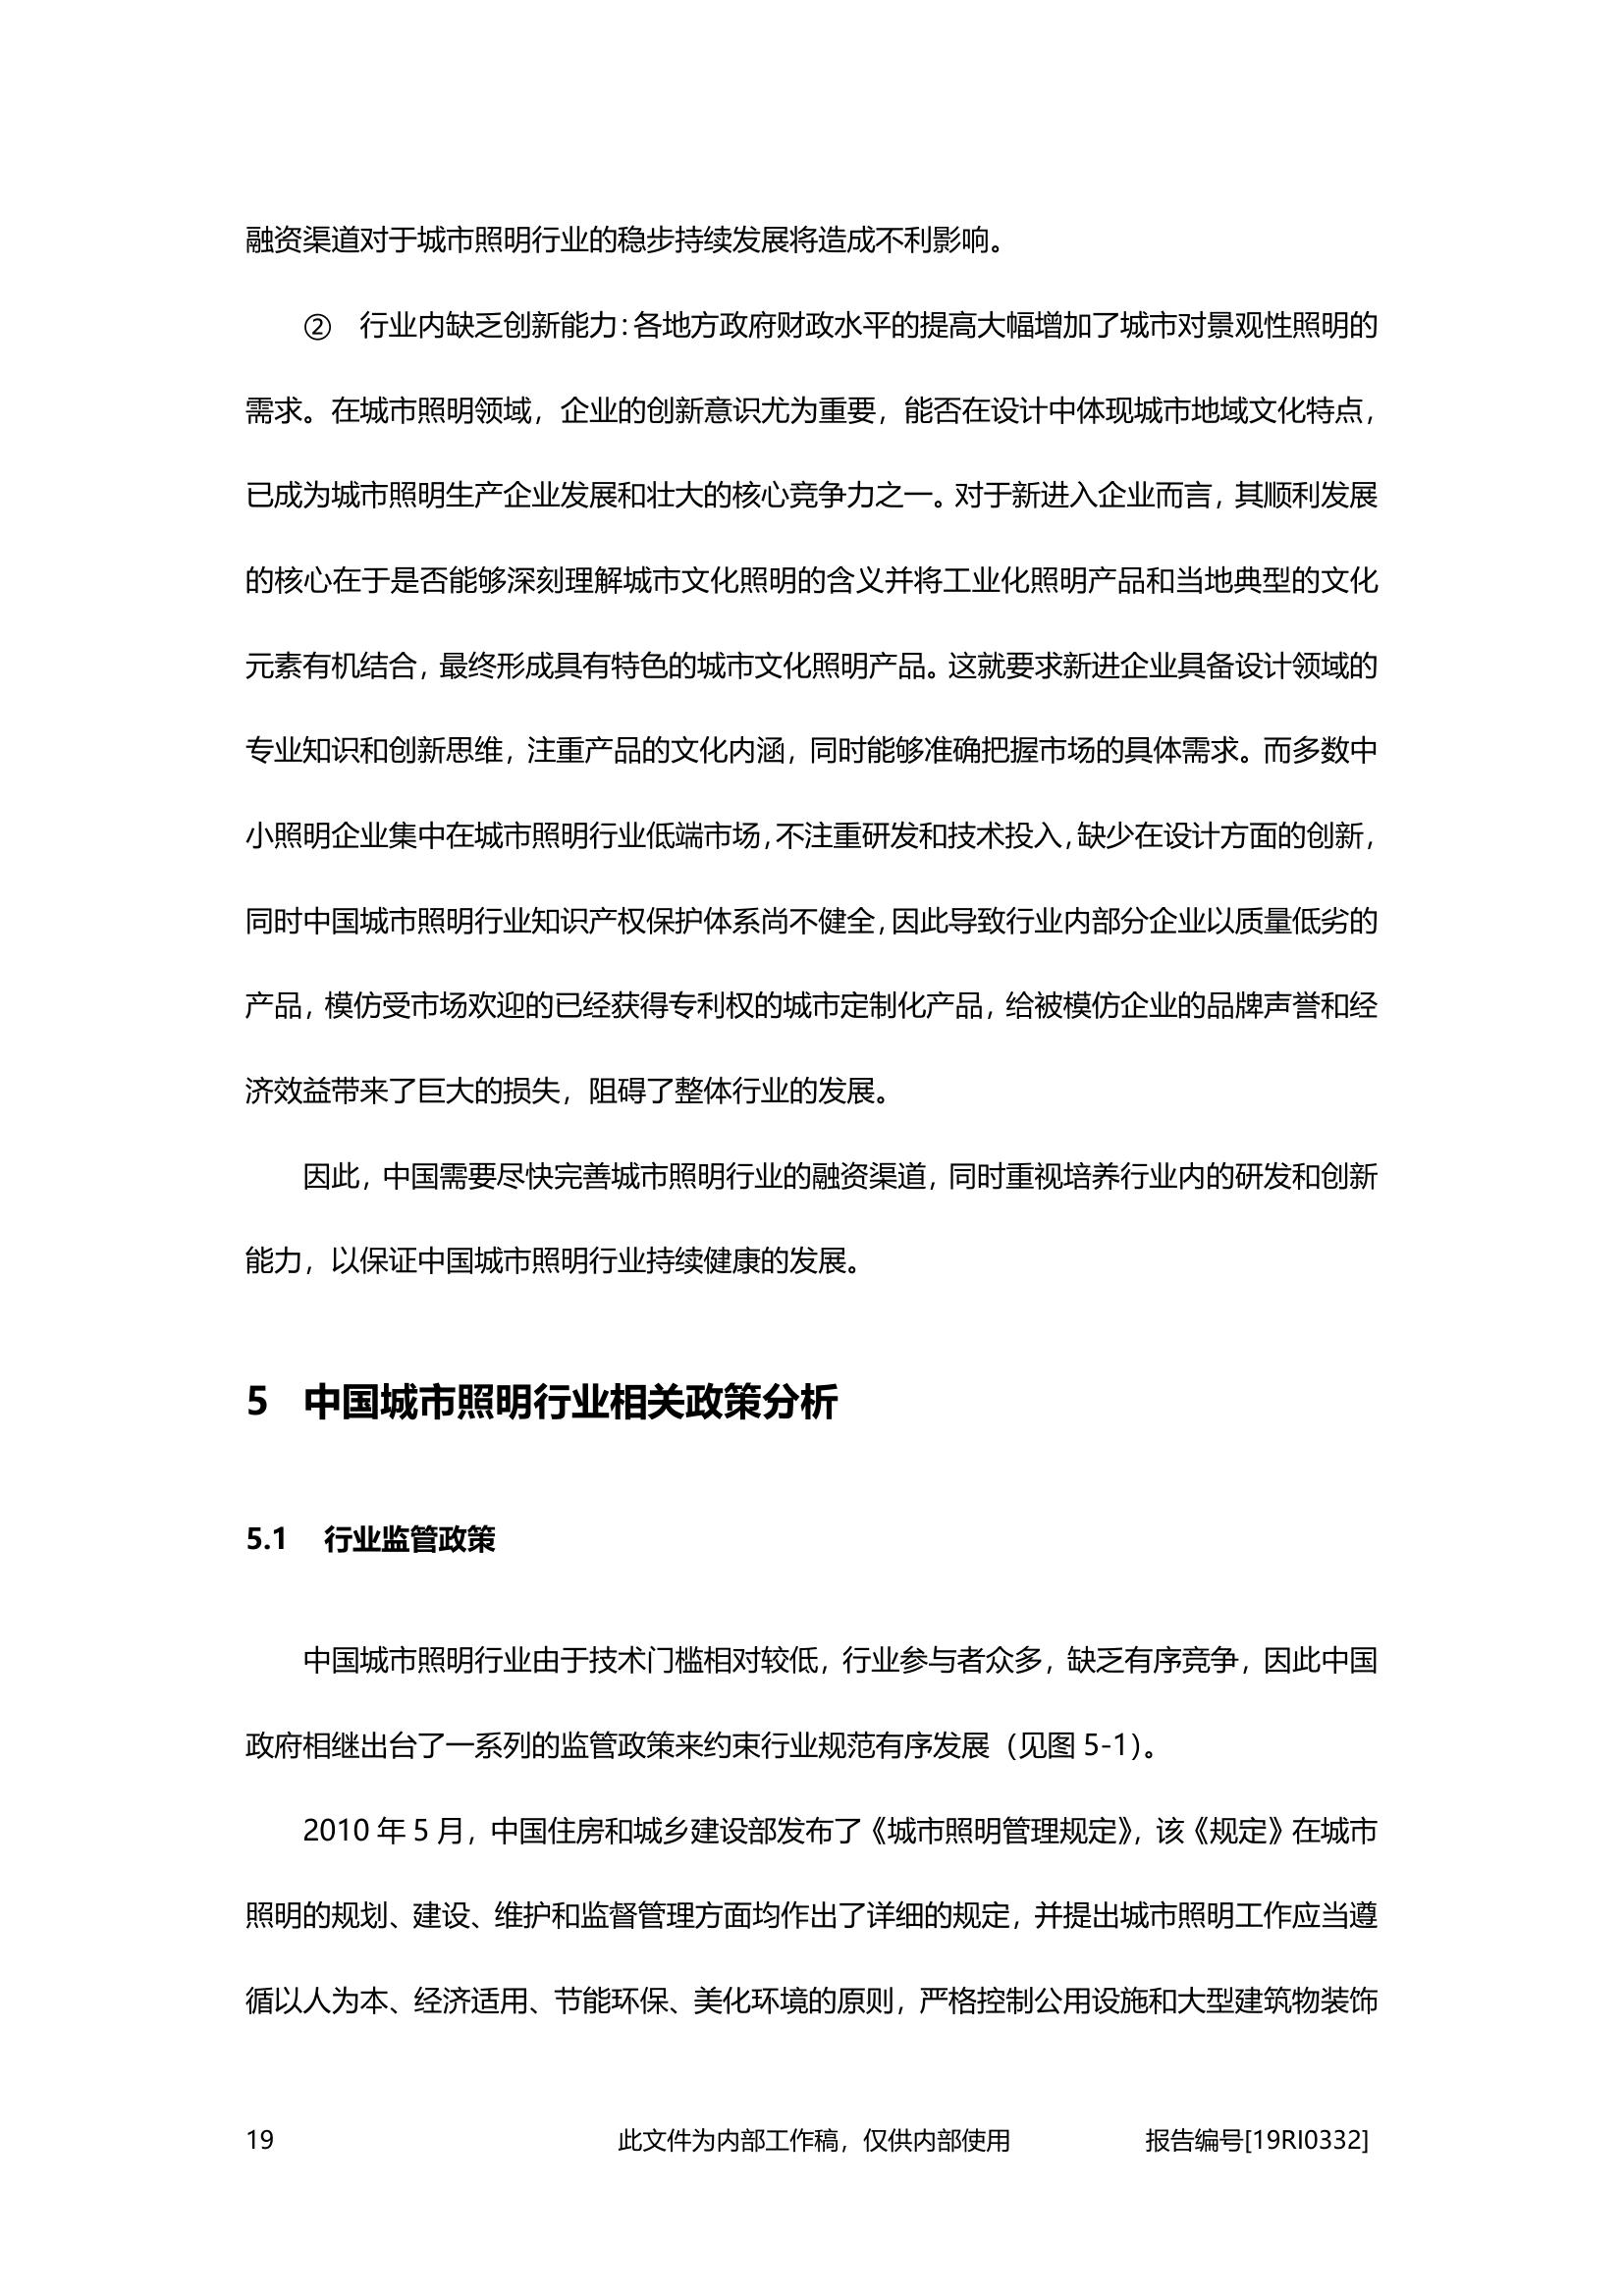 融资渠道对于城市照明行业的稳步持续发展将造成不利影响。
② 行业内缺乏创新能力：各地方政府财政水平的提高大幅增加了城市对景观性照明的
需求。在城市照明领域，企业的创新意识尤为重要，能否在设计中体现城市地域文化特点，
已成为城市照明生产企业发展和壮大的核心竞争力之一。对于新进入企业而言，其顺利发展
的核心在于是否能够深刻理解城市文化照明的含义并将工业化照明产品和当地典型的文化
元素有机结合，最终形成具有特色的城市文化照明产品。这就要求新进企业具备设计领域的
专业知识和创新思维，注重产品的文化内涵，同时能够准确把握市场的具体需求。而多数中
小照明企业集中在城市照明行业低端市场，不注重研发和技术投入，缺少在设计方面的创新，
同时中国城市照明行业知识产权保护体系尚不健全，因此导致行业内部分企业以质量低劣的
产品，模仿受市场欢迎的已经获得专利权的城市定制化产品，给被模仿企业的品牌声誉和经
济效益带来了巨大的损失，阻碍了整体行业的发展。
因此，中国需要尽快完善城市照明行业的融资渠道，同时重视培养行业内的研发和创新
能力，以保证中国城市照明行业持续健康的发展。
5 中国城市照明行业相关政策分析
5.1 行业监管政策
中国城市照明行业由于技术门槛相对较低，行业参与者众多，缺乏有序竞争，因此中国
政府相继出台了一系列的监管政策来约束行业规范有序发展（见图 5-1）。
2010 年 5 月，中国住房和城乡建设部发布了《城市照明管理规定》，该《规定》在城市
照明的规划、建设、维护和监督管理方面均作出了详细的规定，并提出城市照明工作应当遵
循以人为本、经济适用、节能环保、美化环境的原则，严格控制公用设施和大型建筑物装饰
19 此文件为内部工作稿，仅供内部使用 报告编号[19RI0332]